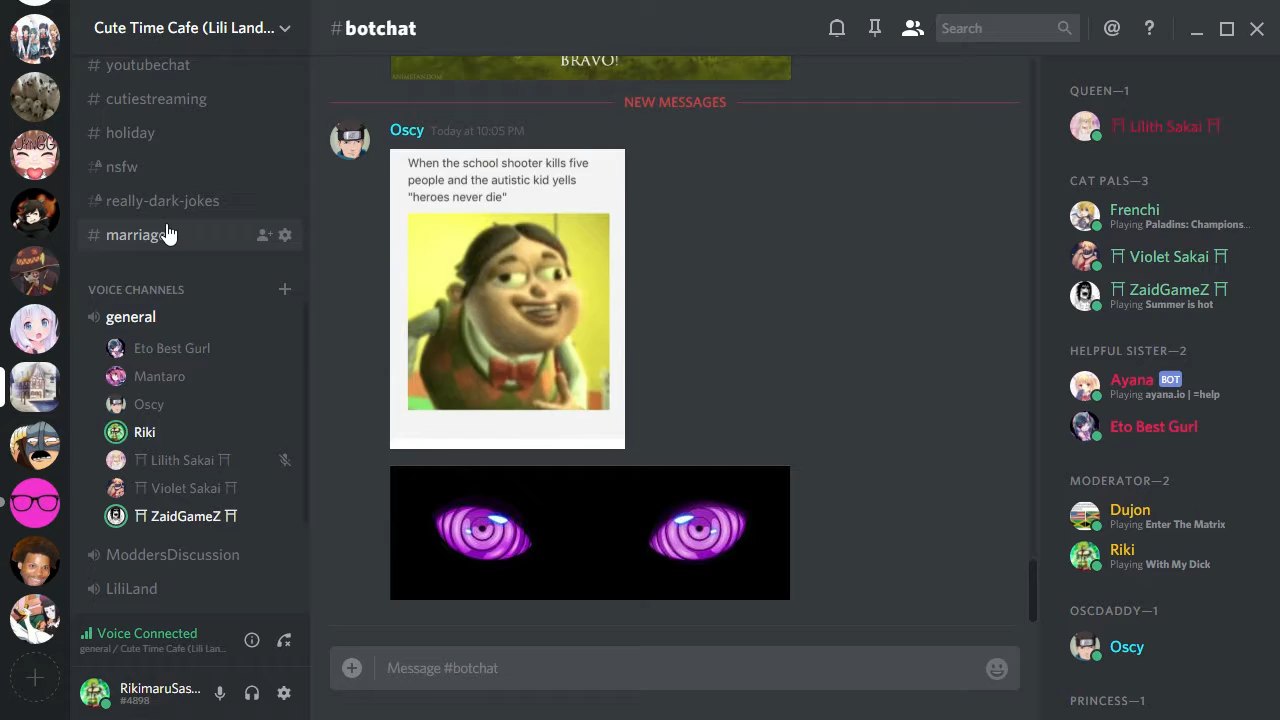 Cute Time Cafe (Lili Land...
# youtubechat
# cutiestreaming
# holiday
# nsfw
# really-dark-jokes
# marriage
VOICE CHANNELS
general
Eto Best Gurl
Mantaro
Oscy
Riki
⛩ Lilith Sakai ⛩
⛩ Violet Sakai ⛩
⛩ ZaidGameZ ⛩
ModdersDiscussion
LiliLand
Voice Connected
general / Cute Time Cafe (Lili Lan...
RikimaruSas...
#4898
#botchat
Search
BRAVO!
NEW MESSAGES
Oscy Today at 10:05 PM
When the school shooter kills five
people and the autistic kid yells
"heroes never die"
Message #botchat
QUEEN—1
⛩ Lilith Sakai ⛩
CAT PALS—3
Frenchi
Playing Paladins: Champions...
⛩ Violet Sakai ⛩
⛩ ZaidGameZ ⛩
Playing Summer is hot
HELPFUL SISTER—2
Ayana BOT
Playing ayana.io | =help
Eto Best Gurl
MODERATOR—2
Dujon
Playing Enter The Matrix
Riki
Playing With My Dick
OSCDADDY—1
Oscy
PRINCESS—1